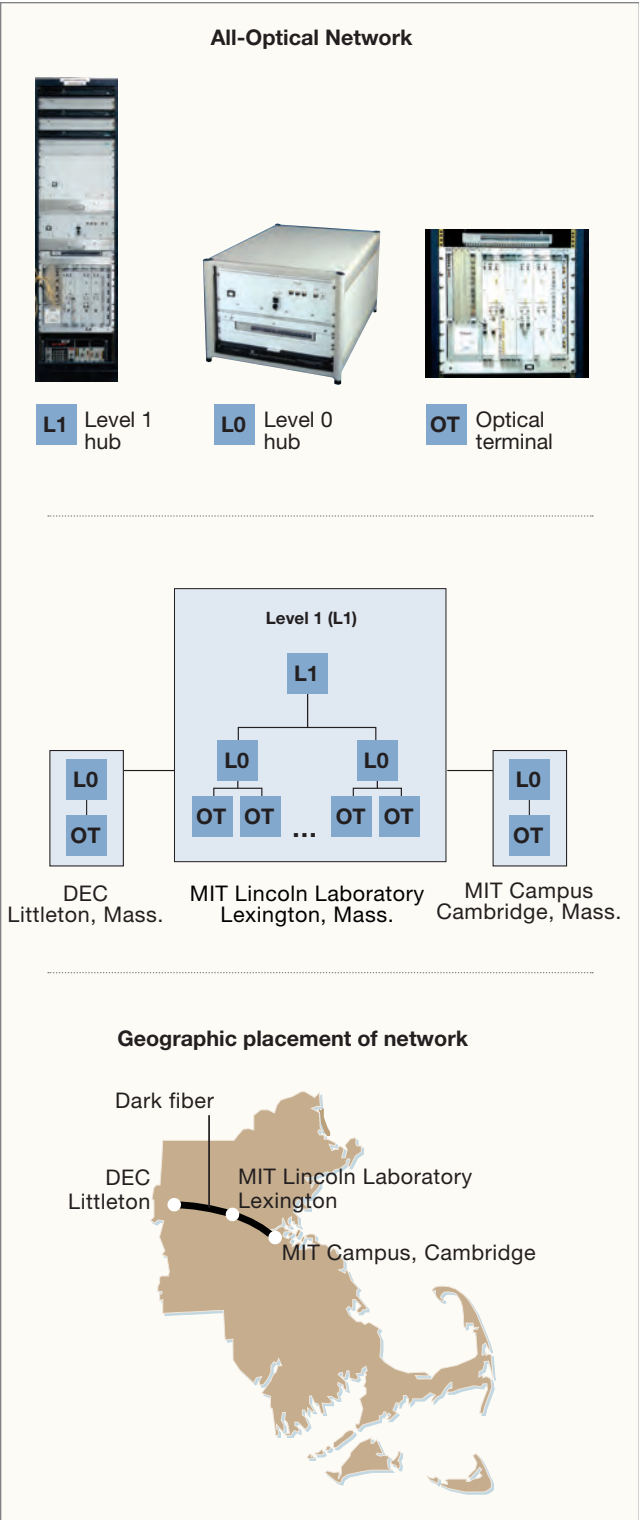 All-Optical Network
L1 Level 1
hub
L0 Level 0
hub
OT Optical
terminal
Level 1 (L1)
L1
L0 L0
OT OT ... OT OT
L0
OT
L0
OT
DEC
Littleton, Mass.
MIT Lincoln Laboratory
Lexington, Mass.
MIT Campus
Cambridge, Mass.
Geographic placement of network
Dark fiber
DEC
Littleton
MIT Lincoln Laboratory
Lexington
MIT Campus, Cambridge